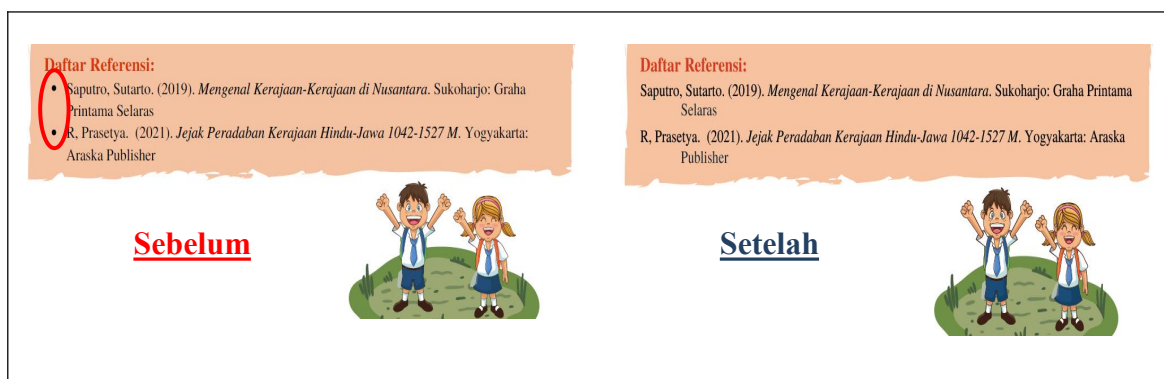 Daftar Referensi:
• Saputro, Sutarto. (2019). Mengenal Kerajaan-Kerajaan di Nusantara. Sukoharjo: Graha
Printama Selaras
• R, Prasetya. (2021). Jejak Peradaban Kerajaan Hindu-Jawa 1042-1527 M. Yogyakarta:
Araska Publisher
Sebelum
Daftar Referensi:
Saputro, Sutarto. (2019). Mengenal Kerajaan-Kerajaan di Nusantara. Sukoharjo: Graha Printama
Selaras
R, Prasetya. (2021). Jejak Peradaban Kerajaan Hindu-Jawa 1042-1527 M. Yogyakarta: Araska
Publisher
Setelah